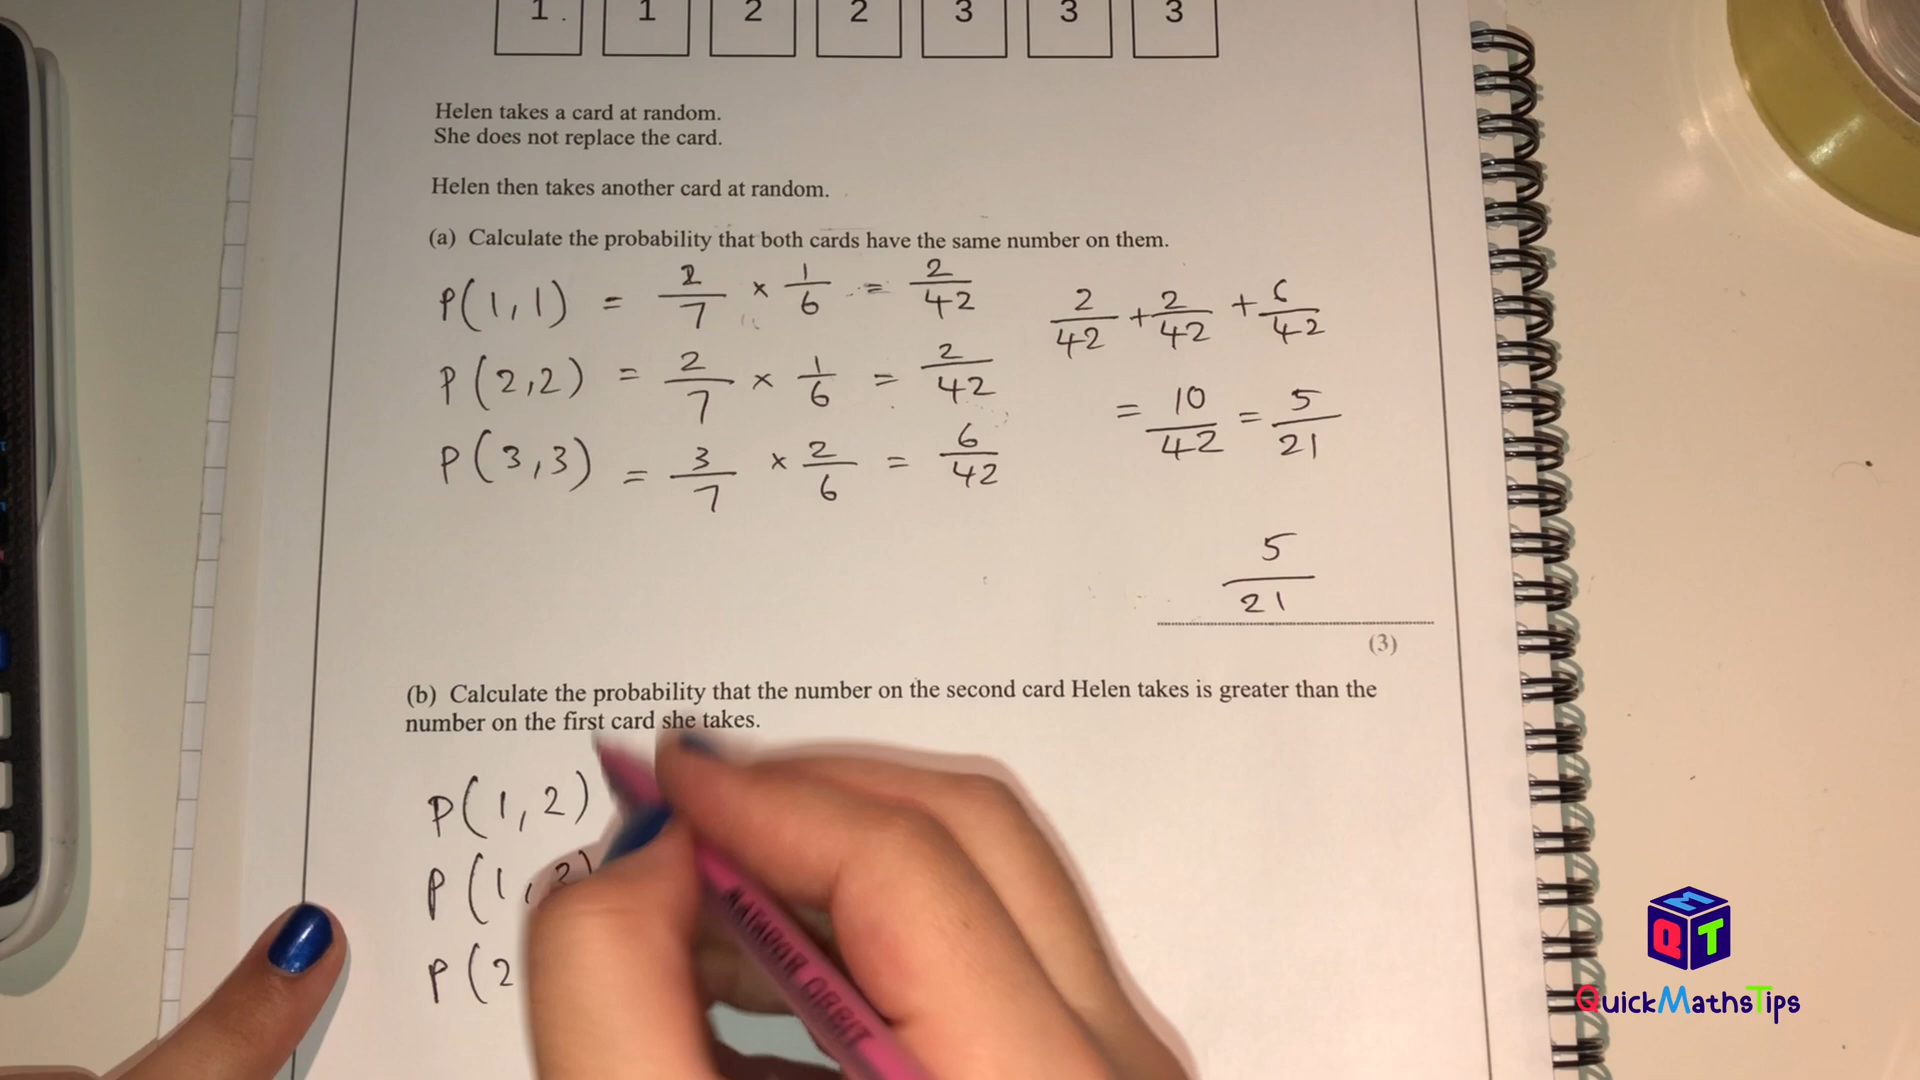 1 1 2 2 3 3 3
Helen takes a card at random.
She does not replace the card.
Helen then takes another card at random.
(a) Calculate the probability that both cards have the same number on them.
P(1,1) = 2/7 × 1/6 = 2/42
P(2,2) = 2/7 × 1/6 = 2/42
P(3,3) = 3/7 × 2/6 = 6/42
2/42 + 2/42 + 6/42
= 10/42 = 5/21
5/21
(3)
(b) Calculate the probability that the number on the second card Helen takes is greater than the
number on the first card she takes.
P(1,2)
P(1,3)
P(2
MATADOR ORBIT
QMT
QuickMathsTips